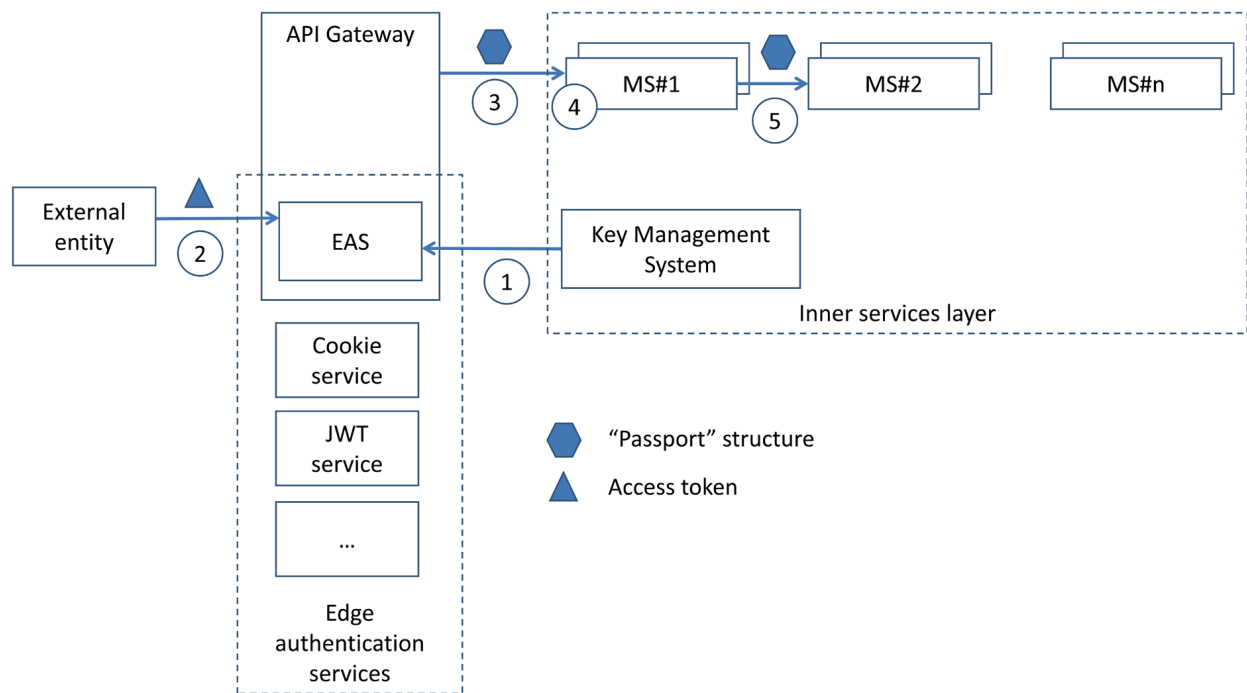 API Gateway
3
4
MS#1
5
MS#2
MS#n
External
entity
2
EAS
1
Key Management
System
Inner services layer
Cookie
service
JWT
service
...
Edge
authentication
services
“Passport” structure
Access token